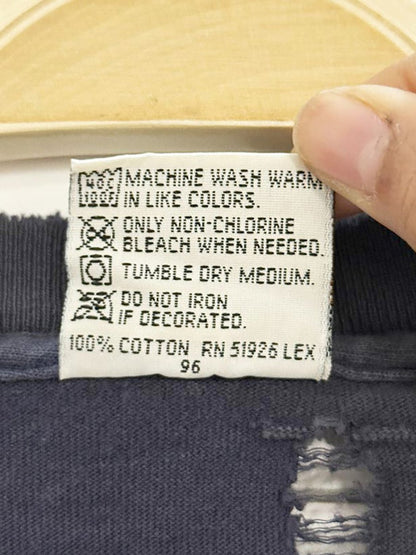 40C MACHINE WASH WARM
IN LIKE COLORS.
ONLY NON-CHLORINE
BLEACH WHEN NEEDED.
TUMBLE DRY MEDIUM.
DO NOT IRON
IF DECORATED.
100% COTTON RN 51926 LEX
96